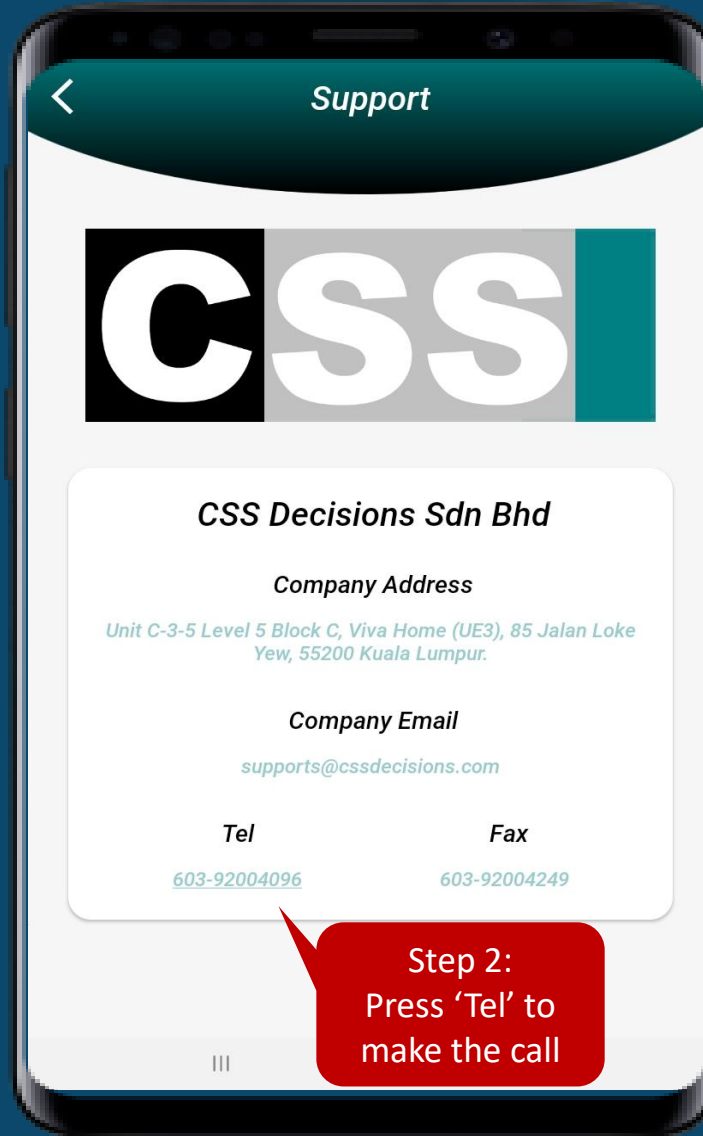 Support
CSS
CSS Decisions Sdn Bhd
Company Address
Unit C-3-5 Level 5 Block C, Viva Home (UE3), 85 Jalan Loke
Yew, 55200 Kuala Lumpur.
Company Email
supports@cssdecisions.com
Tel Fax
603-92004096 603-92004249
Step 2:
Press ‘Tel’ to
make the call